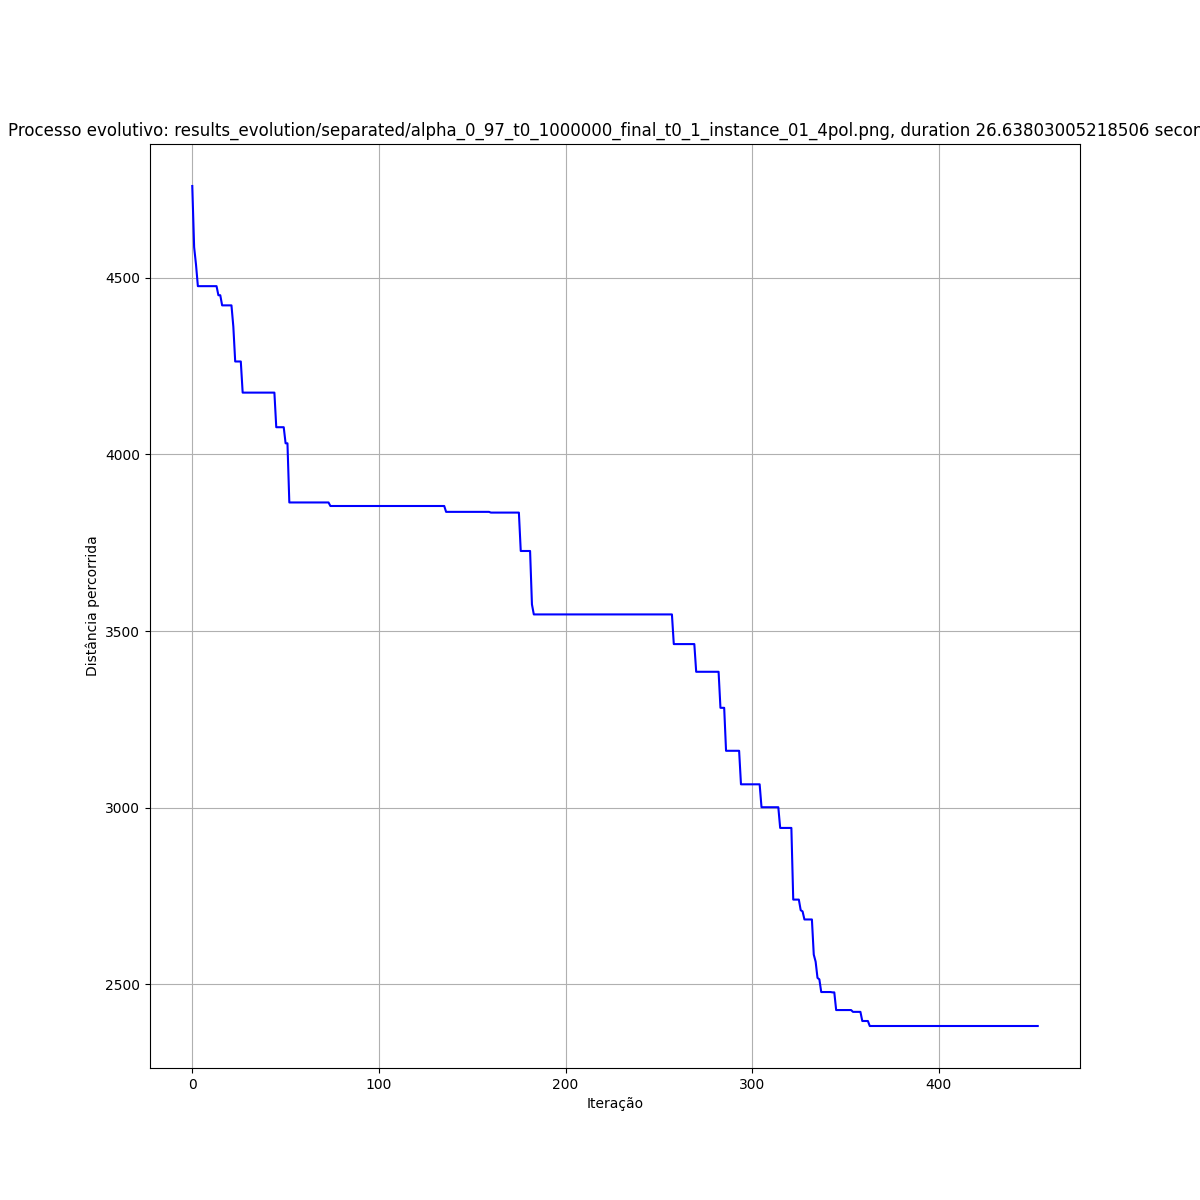 Processo evolutivo: results_evolution/separated/alpha_0_97_t0_1000000_final_t0_1_instance_01_4pol.png, duration 26.63803005218506
4500
4000
3500
3000
2500
Distância percorrida
0 100 200 300 400
Iteração